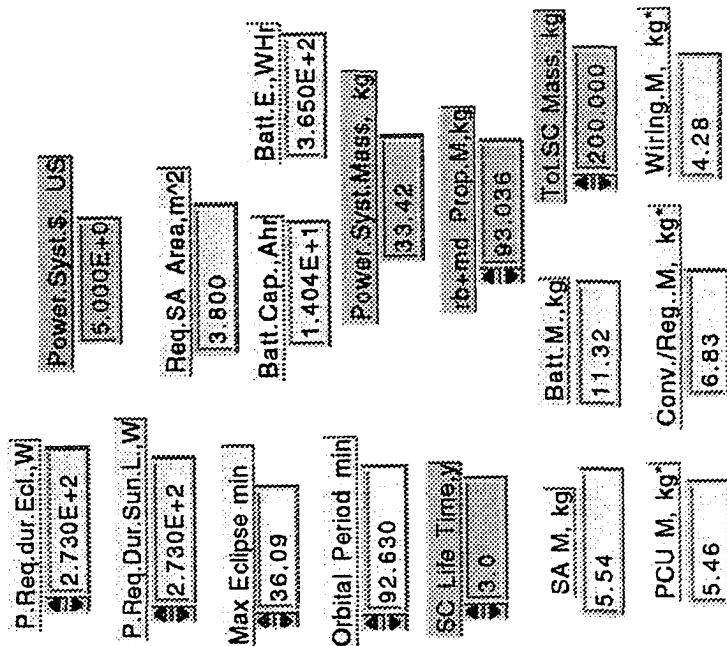 P.Req.dur.Ecl.,W
2.730E+2
P.Req.Dur.Sun.L.,W
2.730E+2
Max Eclipse min
36.09
Orbital Period min
92.630
SC Life Time,y
3.0
SA M, kg
5.54
PCU M, kg*
5.46
Power Syst.$, US
5.000E+0
Req.SA Area,m^2
3.800
Batt.Cap.,Ahr
1.404E+1
Batt.E.,WHr
3.650E+2
Power Syst.Mass, kg
33.42
rb+md Prop M,kg
93.036
Batt.M.,kg
11.32
Tot.SC Mass, kg
200.000
Conv./Reg..M, kg*
6.83
Wiring.M, kg*
4.28